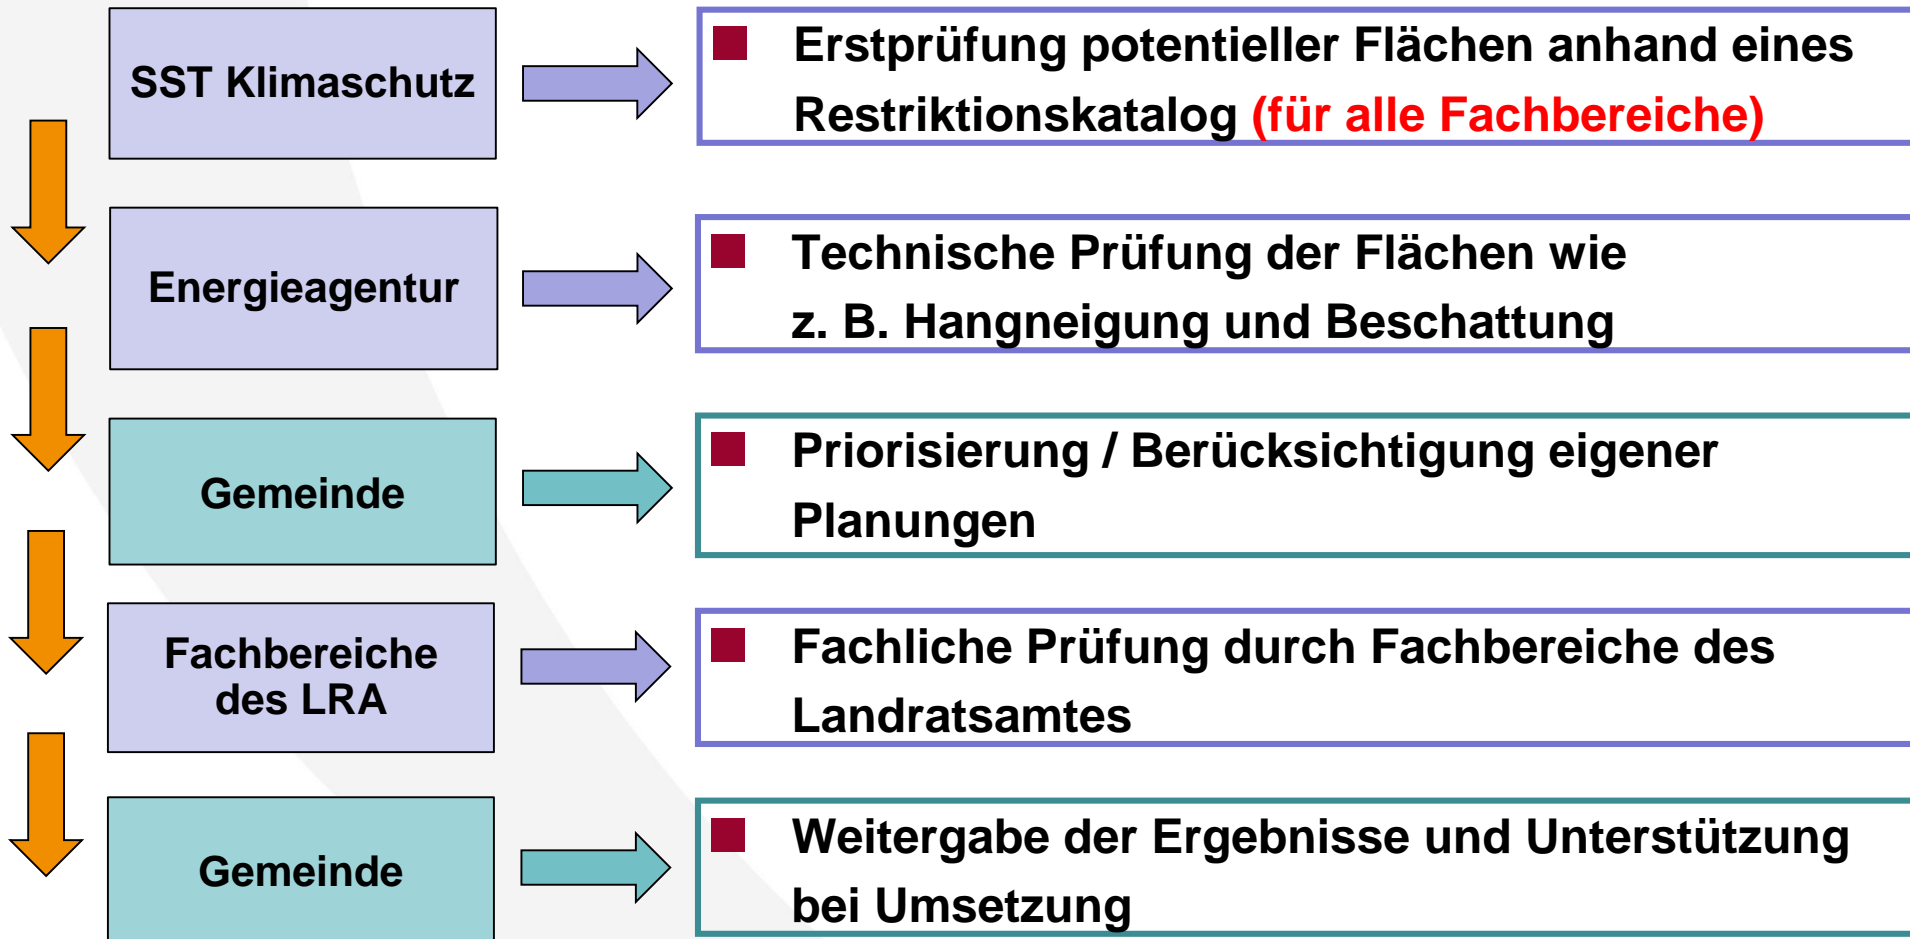 SST Klimaschutz
Erstprüfung potentieller Flächen anhand eines
Restriktionskatalog (für alle Fachbereiche)
Energieagentur
Technische Prüfung der Flächen wie
z. B. Hangneigung und Beschattung
Gemeinde
Priorisierung / Berücksichtigung eigener
Planungen
Fachbereiche
des LRA
Fachliche Prüfung durch Fachbereiche des
Landratsamtes
Gemeinde
Weitergabe der Ergebnisse und Unterstützung
bei Umsetzung